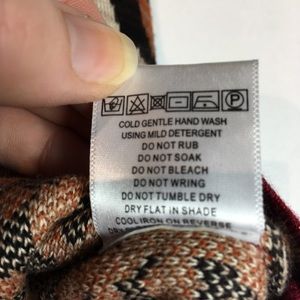 P
COLD GENTLE HAND WASH
USING MILD DETERGENT
DO NOT RUB
DO NOT SOAK
DO NOT BLEACH
DO NOT WRING
DO NOT TUMBLE DRY
DRY FLAT IN SHADE
COOL IRON ON REVERSE